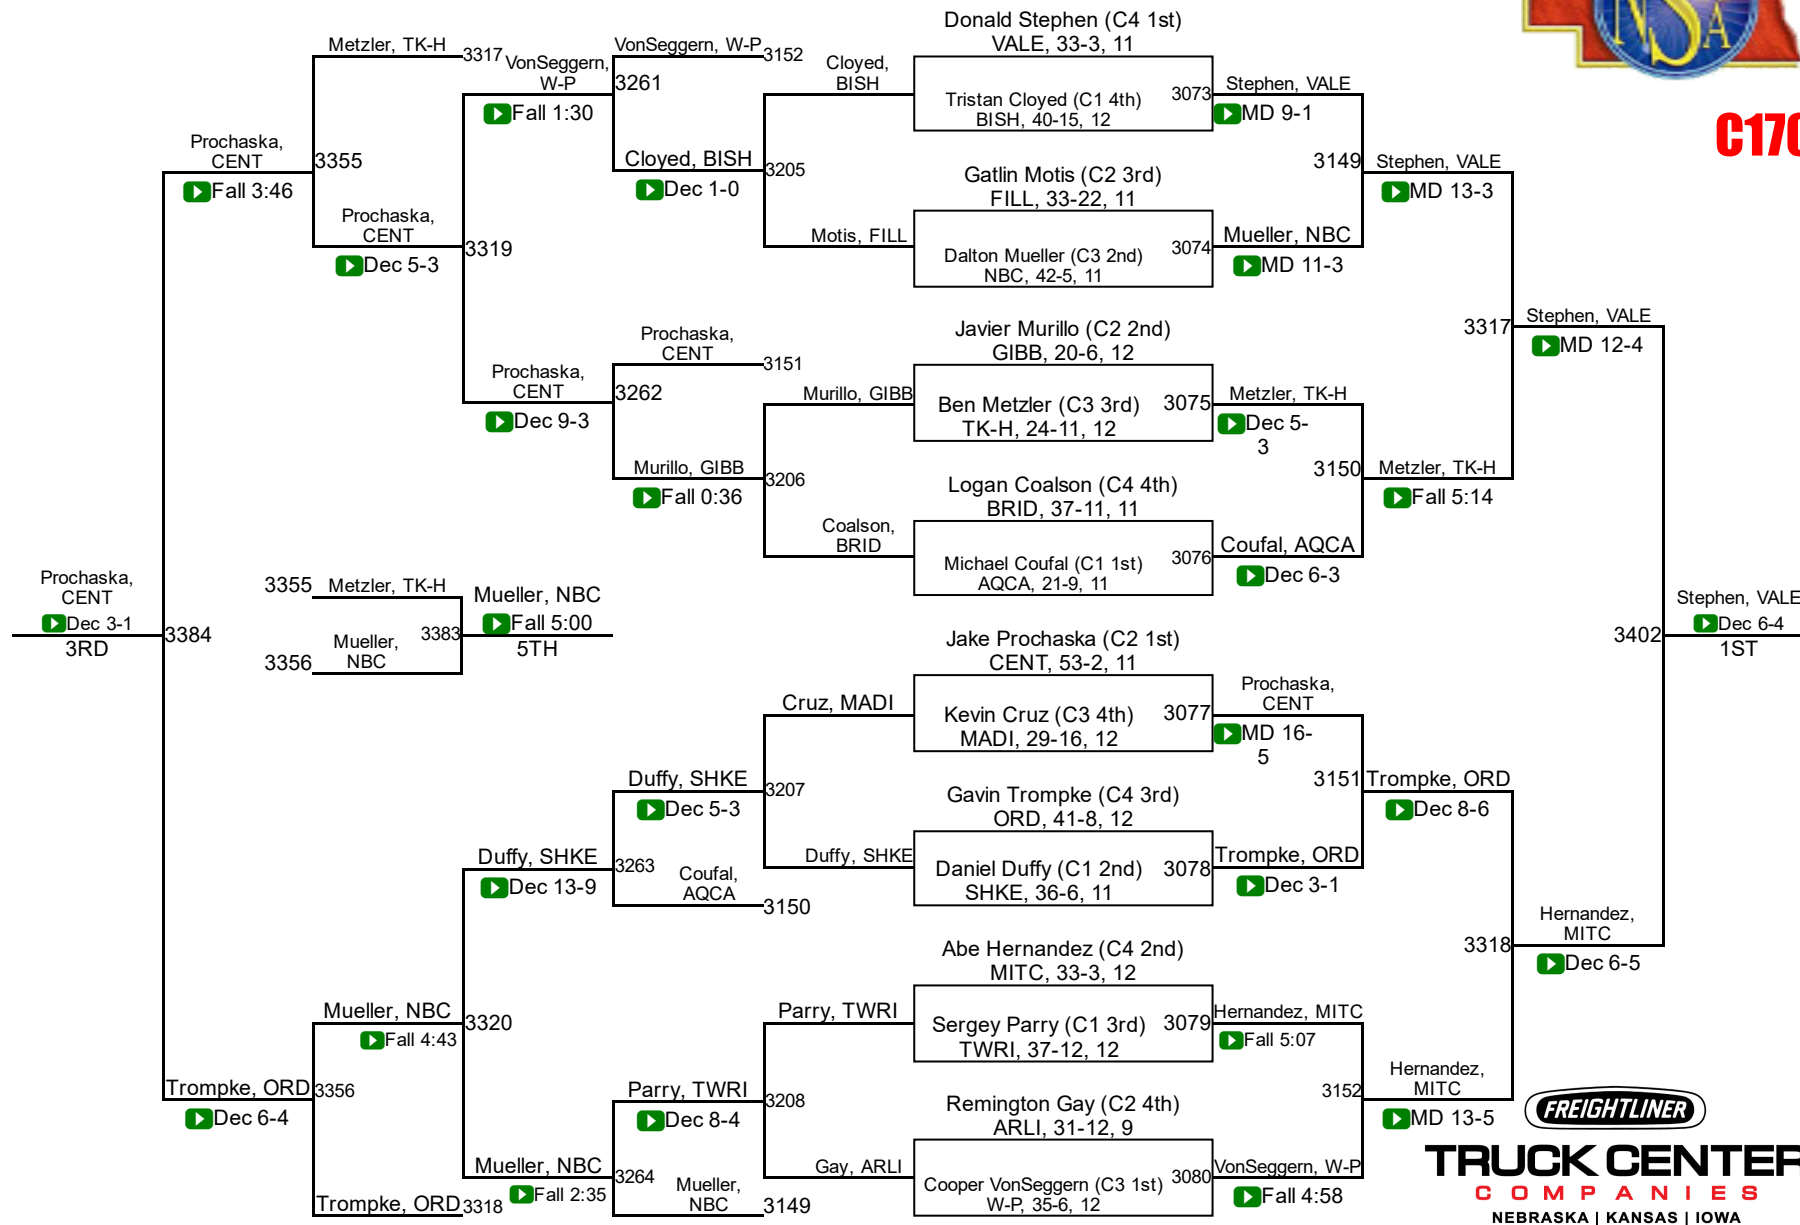 Donald Stephen (C4 1st)
VALE, 33-3, 11
Tristan Cloyed (C1 4th)
BISH, 40-15, 12
3073
Gatlin Motis (C2 3rd)
FILL, 33-22, 11
Dalton Mueller (C3 2nd)
NBC, 42-5, 11
3074
Javier Murillo (C2 2nd)
GIBB, 20-6, 12
Ben Metzler (C3 3rd)
TK-H, 24-11, 12
3075
Logan Coalson (C4 4th)
BRID, 37-11, 11
Michael Coufal (C1 1st)
AQCA, 21-9, 11
3076
Jake Prochaska (C2 1st)
CENT, 53-2, 11
Kevin Cruz (C3 4th)
MADI, 29-16, 12
3077
Gavin Trompke (C4 3rd)
ORD, 41-8, 12
Daniel Duffy (C1 2nd)
SHKE, 36-6, 11
3078
Abe Hernandez (C4 2nd)
MITC, 33-3, 12
Sergey Parry (C1 3rd)
TWRI, 37-12, 12
3079
Remington Gay (C2 4th)
ARLI, 31-12, 9
Cooper VonSeggern (C3 1st)
W-P, 35-6, 12
3080
Stephen, VALE
MD 9-1
Mueller, NBC
MD 11-3
3149
Metzler, TK-H
Dec 5-
3
Coufal, AQCA
Dec 6-3
3150
Prochaska,
CENT
MD 16-
5
Trompke, ORD
Dec 3-1
3151
Hernandez, MITC
Fall 5:07
VonSeggern, W-P
Fall 4:58
3152
Stephen, VALE
MD 13-3
Metzler, TK-H
Fall 5:14
3317
Trompke, ORD
Dec 8-6
Hernandez,
MITC
MD 13-5
3318
Stephen, VALE
MD 12-4
Hernandez,
MITC
Dec 6-5
3402
Stephen, VALE
Dec 6-4
1ST
Cloyed,
BISH
Motis, FILL
3205
Murillo, GIBB
Coalson,
BRID
3206
Cruz, MADI
Duffy, SHKE
3207
Parry, TWRI
Gay, ARLI
3208
VonSeggern, W-P
3152
Cloyed, BISH
Dec 1-0
3261
Prochaska,
CENT
3151
Murillo, GIBB
Fall 0:36
3262
Duffy, SHKE
Dec 5-3
Coufal,
AQCA
3150
3263
Parry, TWRI
Dec 8-4
Mueller,
NBC
3149
3264
VonSeggern,
W-P
Fall 1:30
Prochaska,
CENT
Dec 9-3
3319
Duffy, SHKE
Dec 13-9
Mueller, NBC
Fall 2:35
3320
Metzler, TK-H
3317
Prochaska,
CENT
Dec 5-3
3355
Mueller, NBC
Fall 4:43
Trompke, ORD
3318
3356
Prochaska,
CENT
Fall 3:46
Trompke, ORD
Dec 6-4
3384
Prochaska,
CENT
Dec 3-1
3RD
3355
Metzler, TK-H
3356
Mueller,
NBC
3383
Mueller, NBC
Fall 5:00
5TH
NSA
FREIGHTLINER
TRUCK CENTER
COMPANIES
NEBRASKA | KANSAS | IOWA